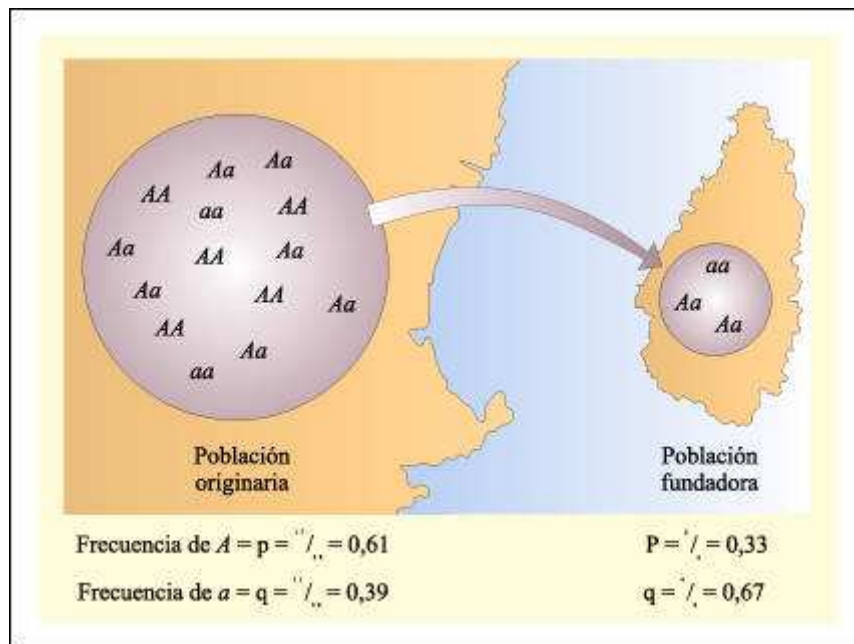 Aa
Aa
AA
aa
AA
Aa
AA
Aa
Aa
AA
Aa
AA
Aa
aa
aa
Aa
Aa
Población
originaria
Población
fundadora
Frecuencia de A = p = / = 0,61
P = / = 0,33
Frecuencia de a = q = / = 0,39
q = / = 0,67